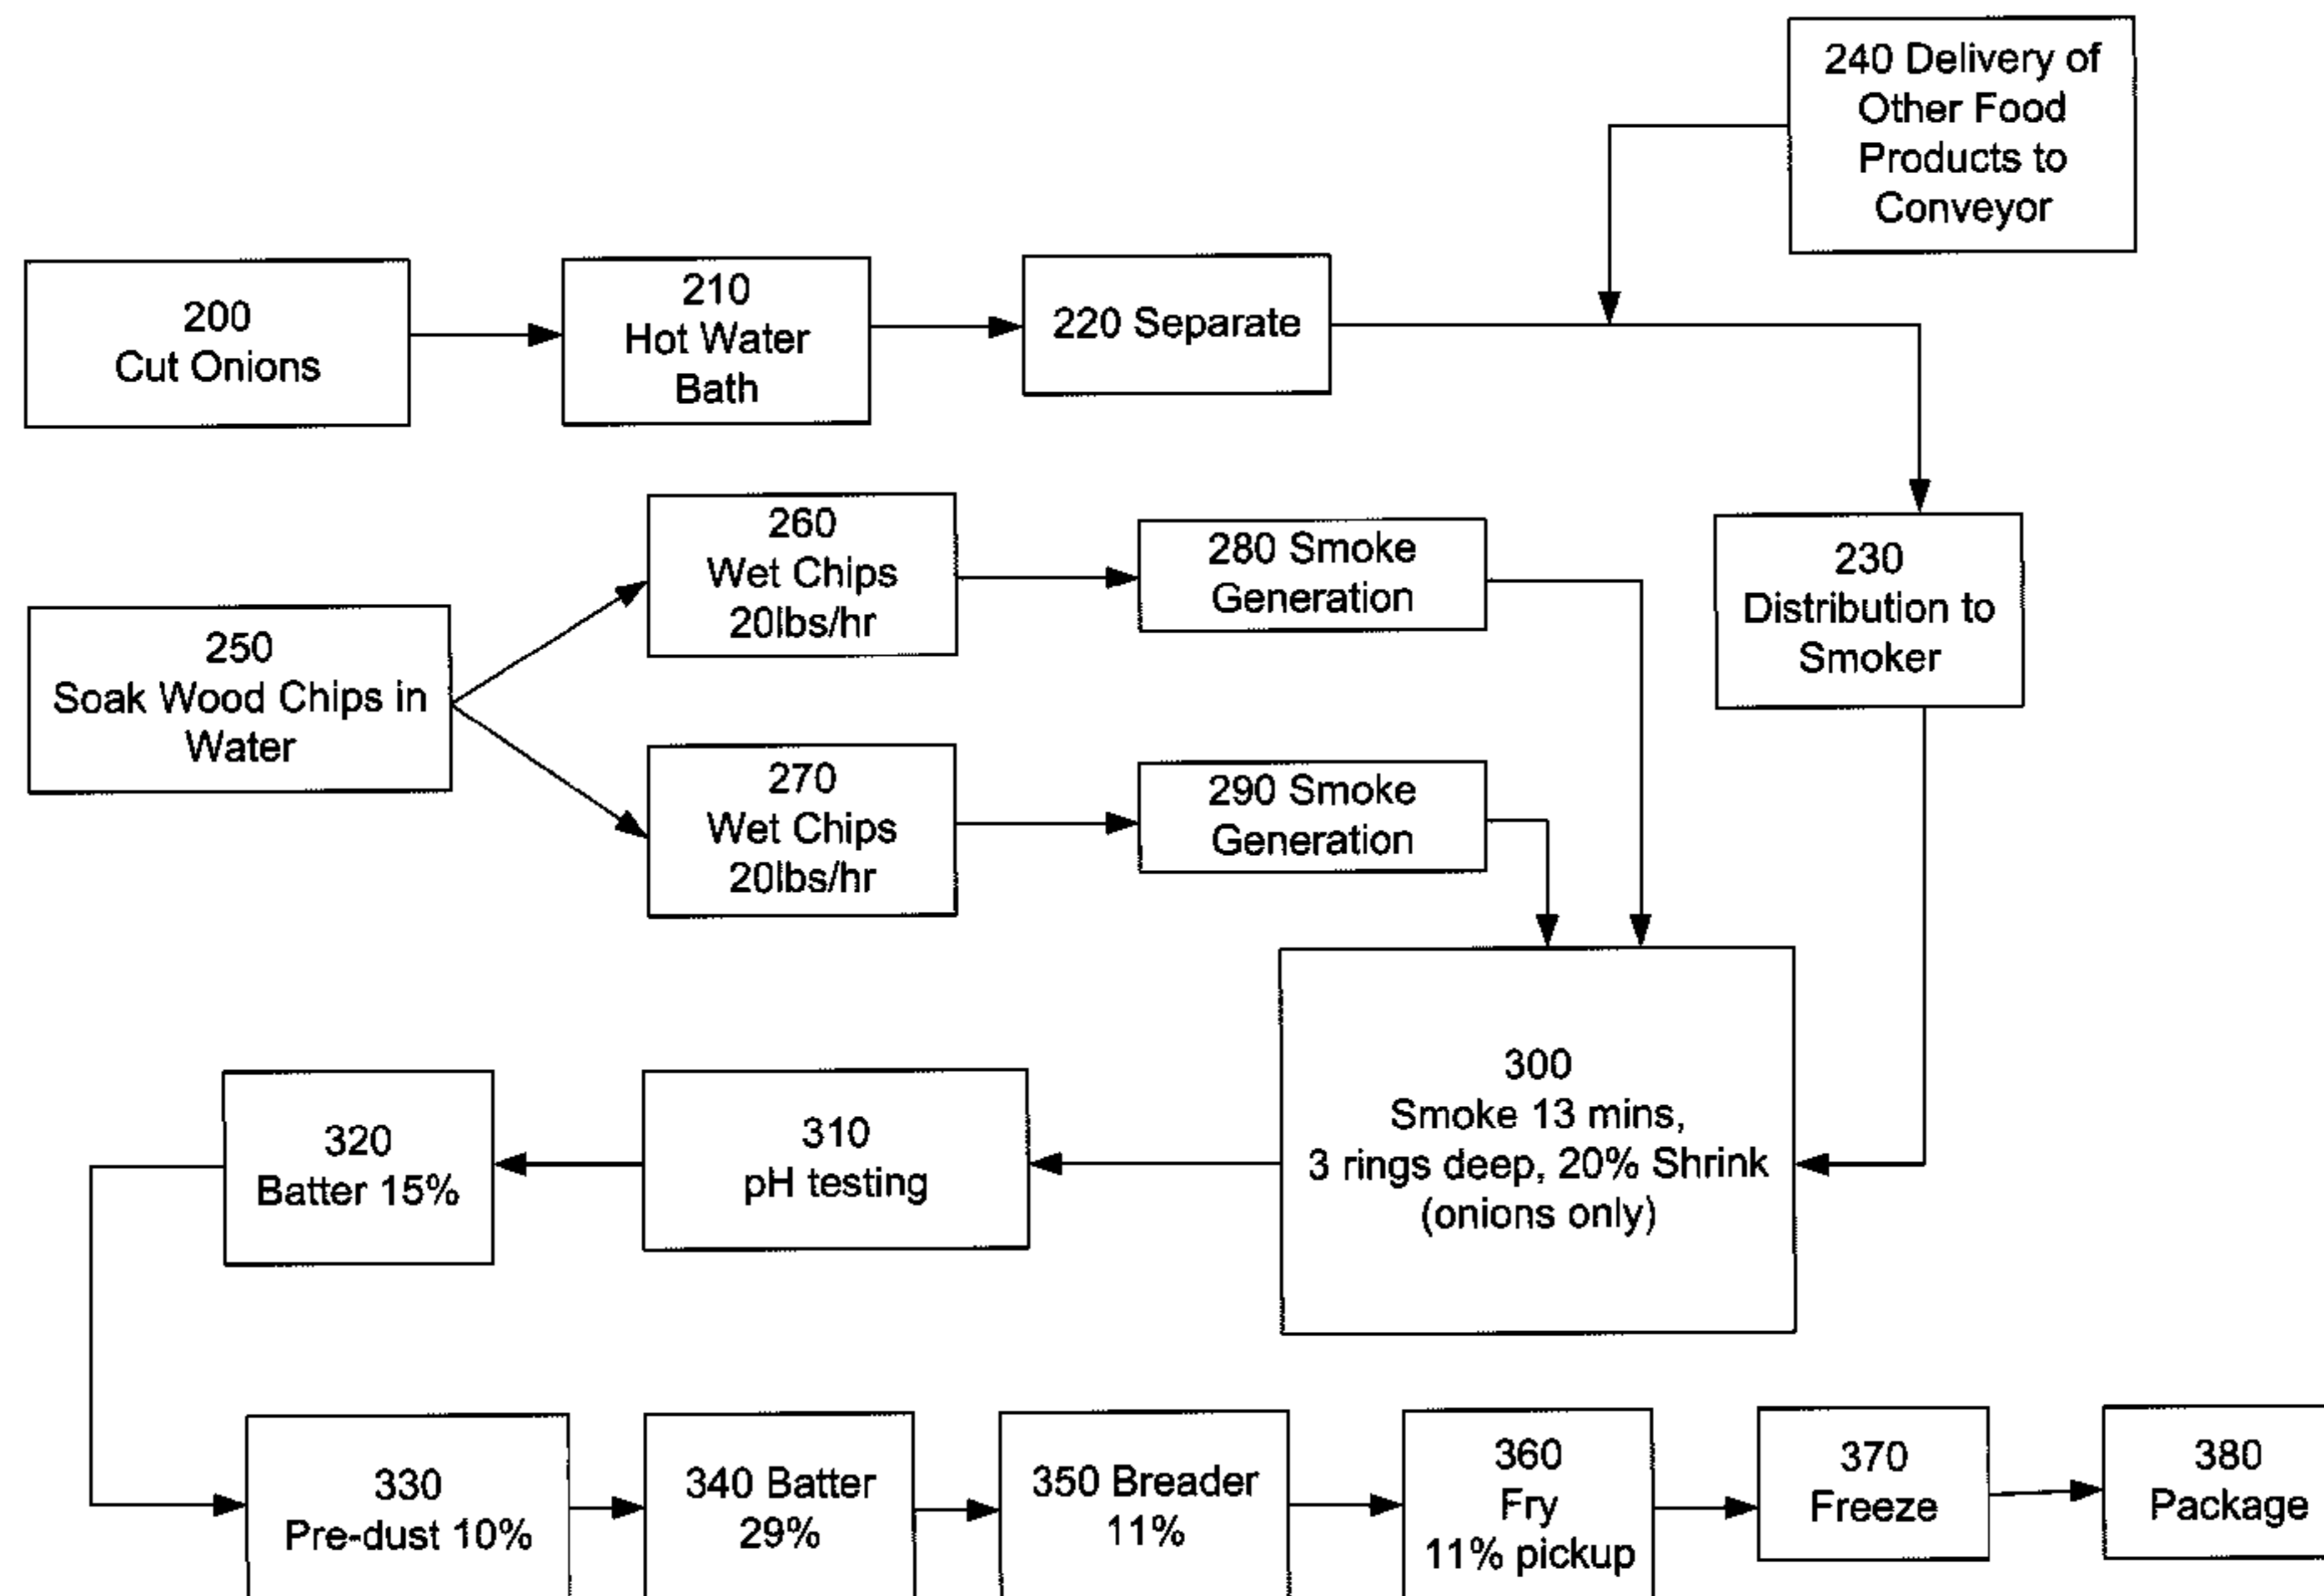 240 Delivery of
Other Food
Products to
Conveyor
200
Cut Onions
210
Hot Water
Bath
220 Separate
230
Distribution to
Smoker
250
Soak Wood Chips in
Water
260
Wet Chips
20lbs/hr
280 Smoke
Generation
270
Wet Chips
20lbs/hr
290 Smoke
Generation
300
Smoke 13 mins,
3 rings deep, 20% Shrink
(onions only)
310
pH testing
320
Batter 15%
330
Pre-dust 10%
340 Batter
29%
350 Breader
11%
360
Fry
11% pickup
370
Freeze
380
Package